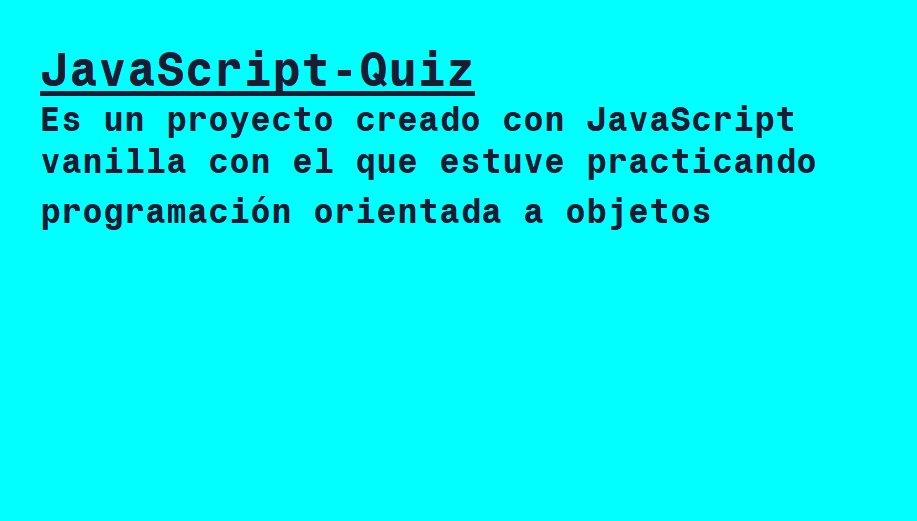 JavaScript-Quiz
Es un proyecto creado con JavaScript
vanilla con el que estuve practicando
programación orientada a objetos